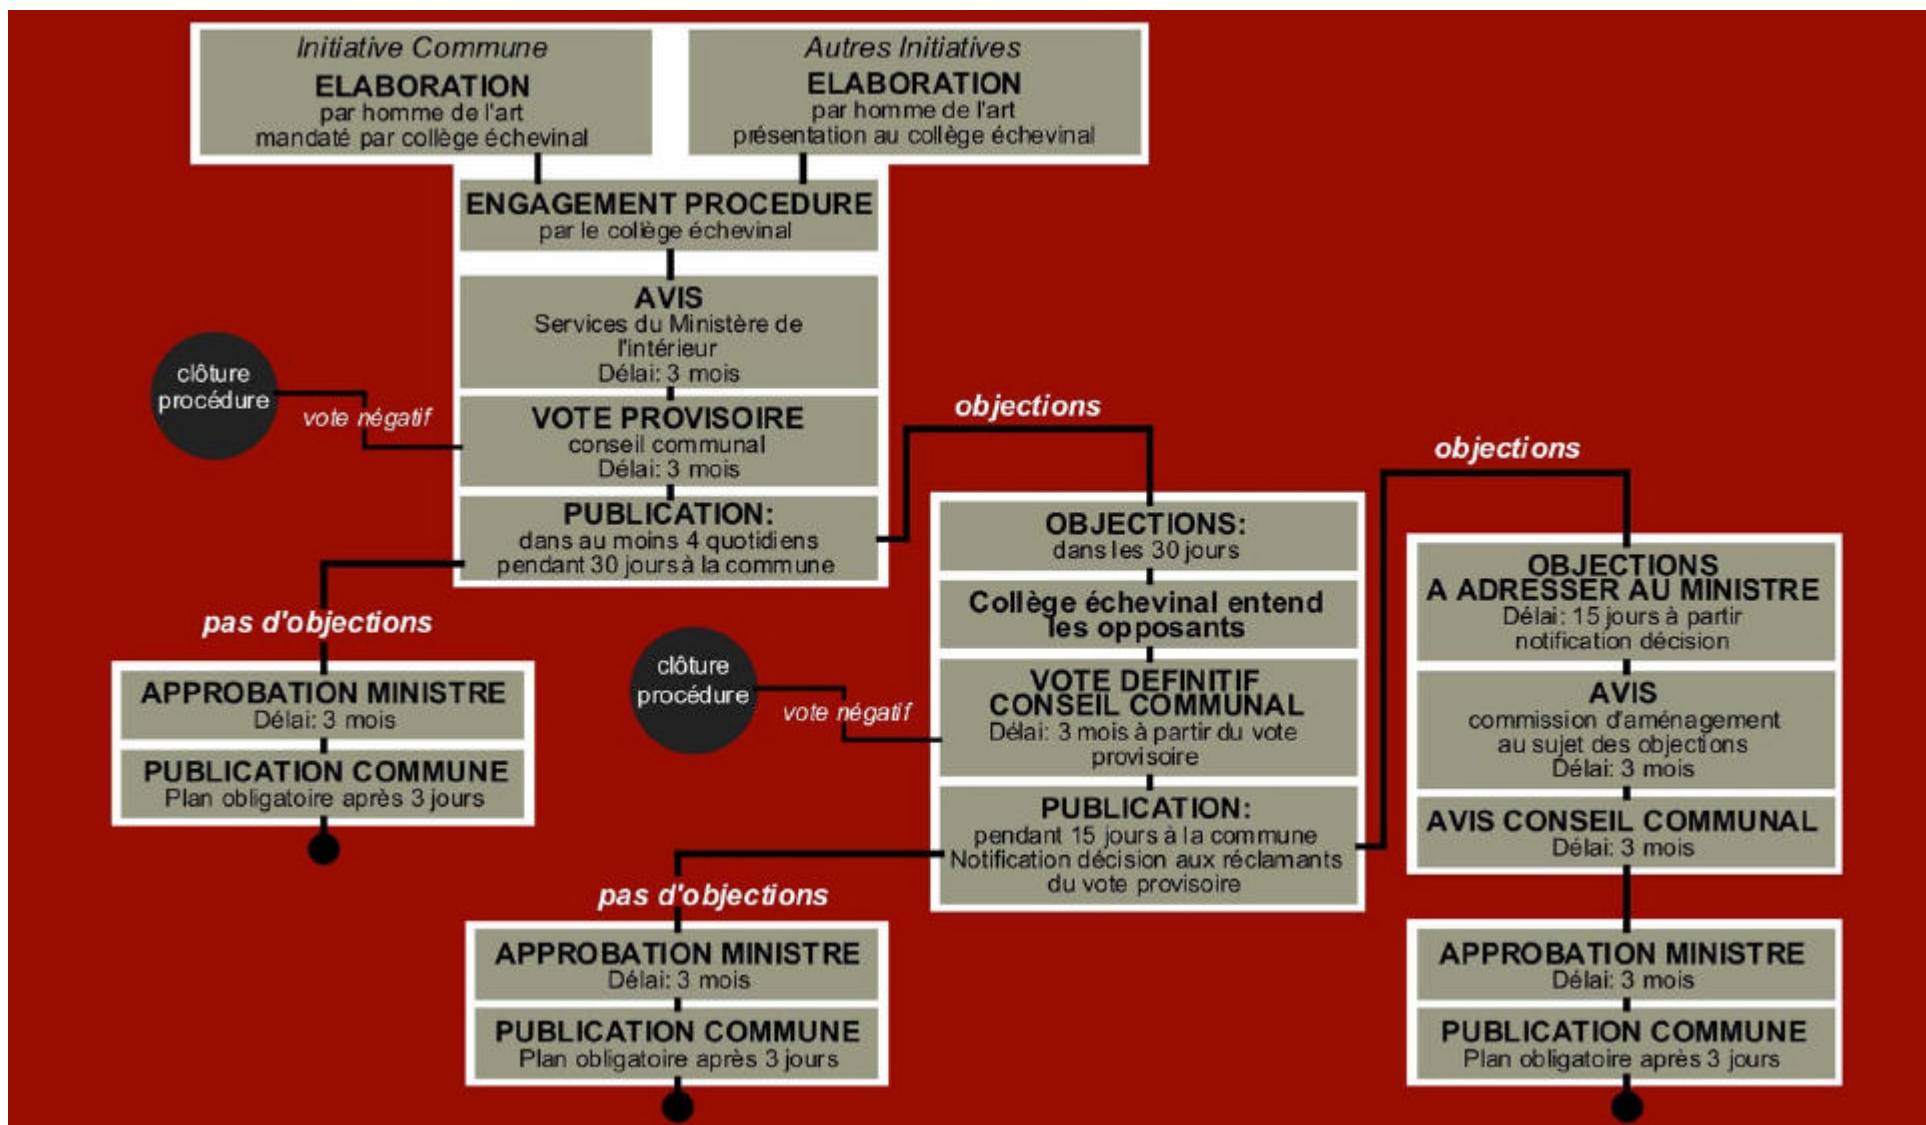 Initiative Commune
ELABORATION
par homme de l'art
mandaté par collège échevinal
Autres Initiatives
ELABORATION
par homme de l'art
présentation au collège échevinal
ENGAGEMENT PROCEDURE
par le collège échevinal
AVIS
Services du Ministère de
l'intérieur
Délai: 3 mois
clôture
procédure
vote négatif
VOTE PROVISOIRE
conseil communal
Délai: 3 mois
PUBLICATION:
dans au moins 4 quotidiens
pendant 30 jours à la commune
pas d'objections
APPROBATION MINISTRE
Délai: 3 mois
PUBLICATION COMMUNE
Plan obligatoire après 3 jours
objections
OBJECTIONS:
dans les 30 jours
Collège échevinal entend
les opposants
clôture
procédure
vote négatif
VOTE DEFINITIF
CONSEIL COMMUNAL
Délai: 3 mois à partir du vote
provisoire
PUBLICATION:
pendant 15 jours à la commune
Notification décision aux réclamants
du vote provisoire
pas d'objections
APPROBATION MINISTRE
Délai: 3 mois
PUBLICATION COMMUNE
Plan obligatoire après 3 jours
objections
OBJECTIONS
A ADRESSER AU MINISTRE
Délai: 15 jours à partir
notification décision
AVIS
commission d'aménagement
au sujet des objections
Délai: 3 mois
AVIS CONSEIL COMMUNAL
Délai: 3 mois
APPROBATION MINISTRE
Délai: 3 mois
PUBLICATION COMMUNE
Plan obligatoire après 3 jours